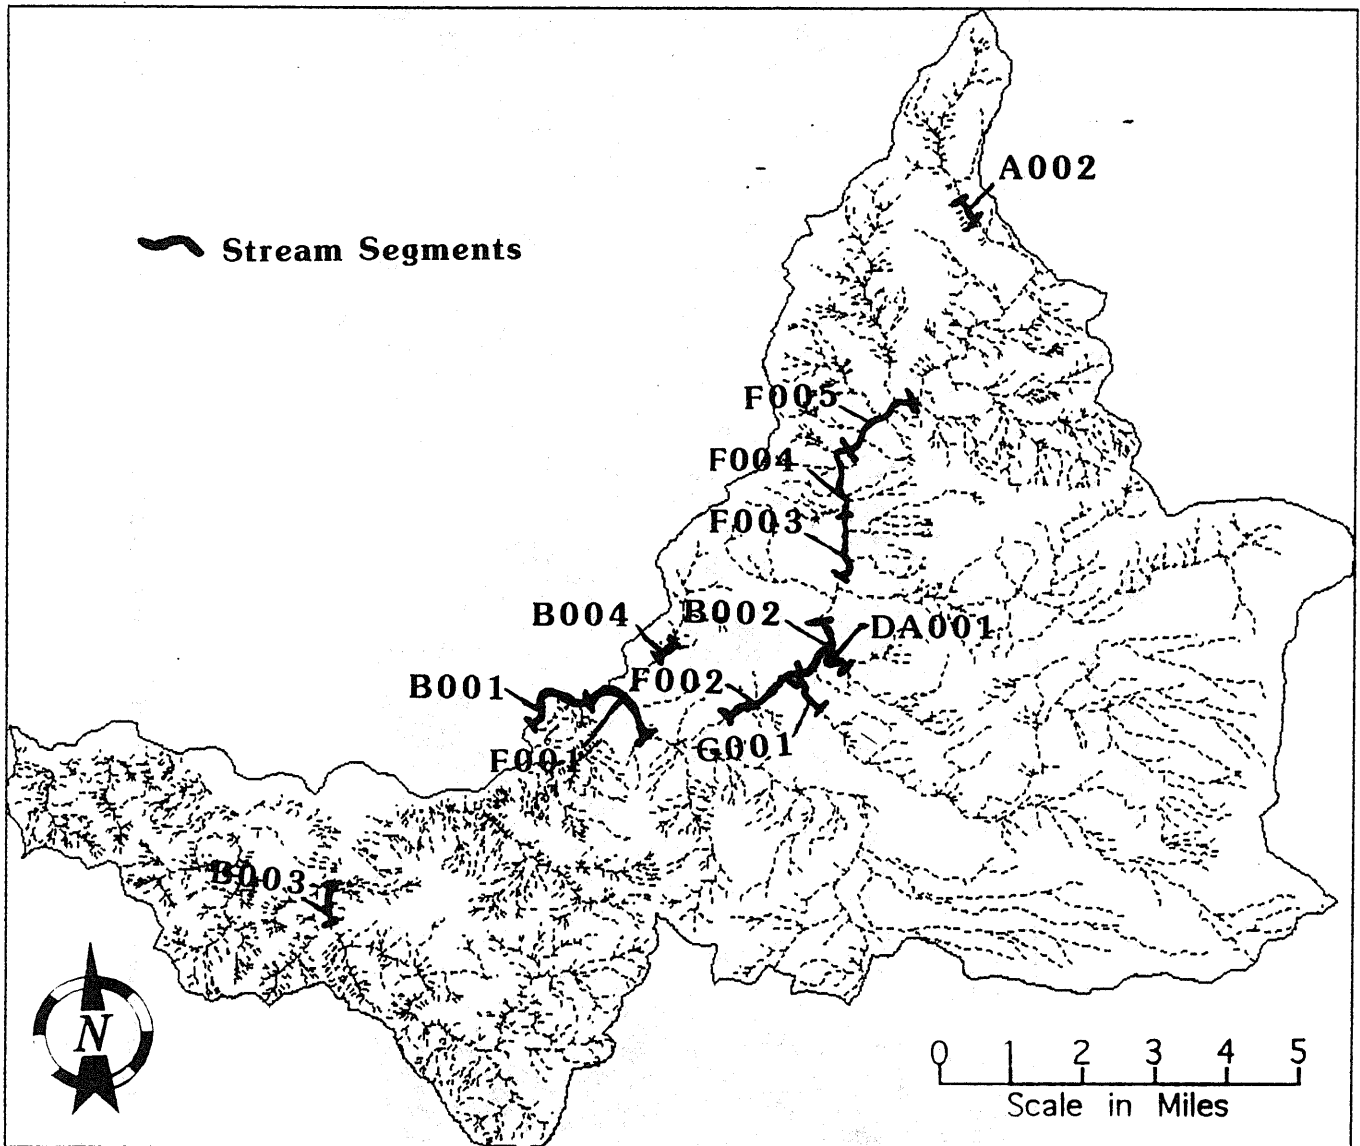 A002
Stream Segments
F005
F004
F003
B004
B002
DA001
B001
F002
F001
G001
B003
N
0 1 2 3 4 5
Scale in Miles